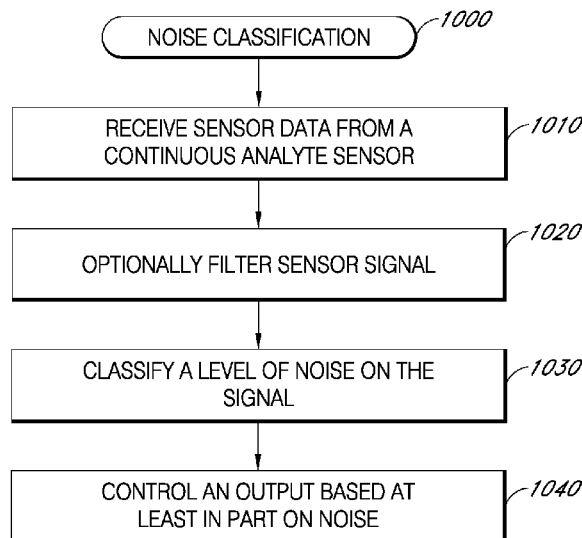 NOISE CLASSIFICATION
1000
RECEIVE SENSOR DATA FROM A
CONTINUOUS ANALYTE SENSOR
1010
OPTIONALLY FILTER SENSOR SIGNAL
1020
CLASSIFY A LEVEL OF NOISE ON THE
SIGNAL
1030
CONTROL AN OUTPUT BASED AT
LEAST IN PART ON NOISE
1040